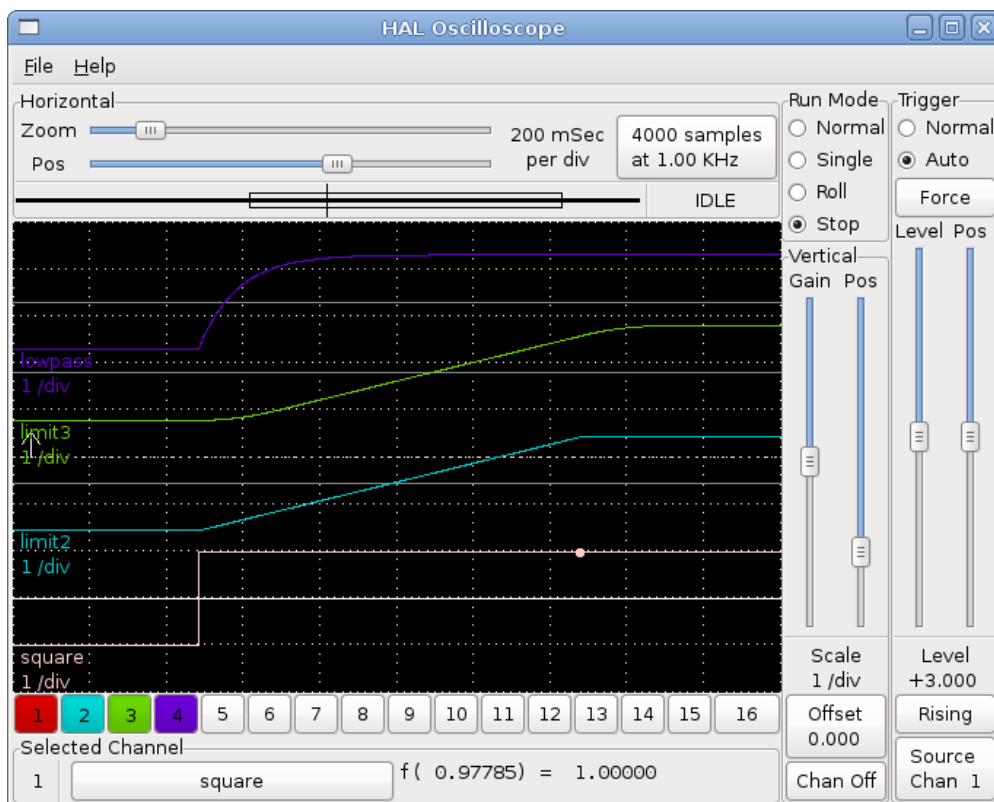 HAL Oscilloscope
File Help
Horizontal
Zoom
Pos
200 mSec
per div
4000 samples
at 1.00 KHz
IDLE
Run Mode
Normal
Single
Roll
Stop
Trigger
Normal
Auto
Force
Level Pos
Vertical
Gain Pos
lowpass
1 /div
limit3
1 /div
limit2
1 /div
square
1 /div
Scale
1 /div
Offset
0.000
Chan Off
Level
+3.000
Rising
Source
Chan 1
1 2 3 4 5 6 7 8 9 10 11 12 13 14 15 16
Selected Channel
1 square f( 0.97785) = 1.00000